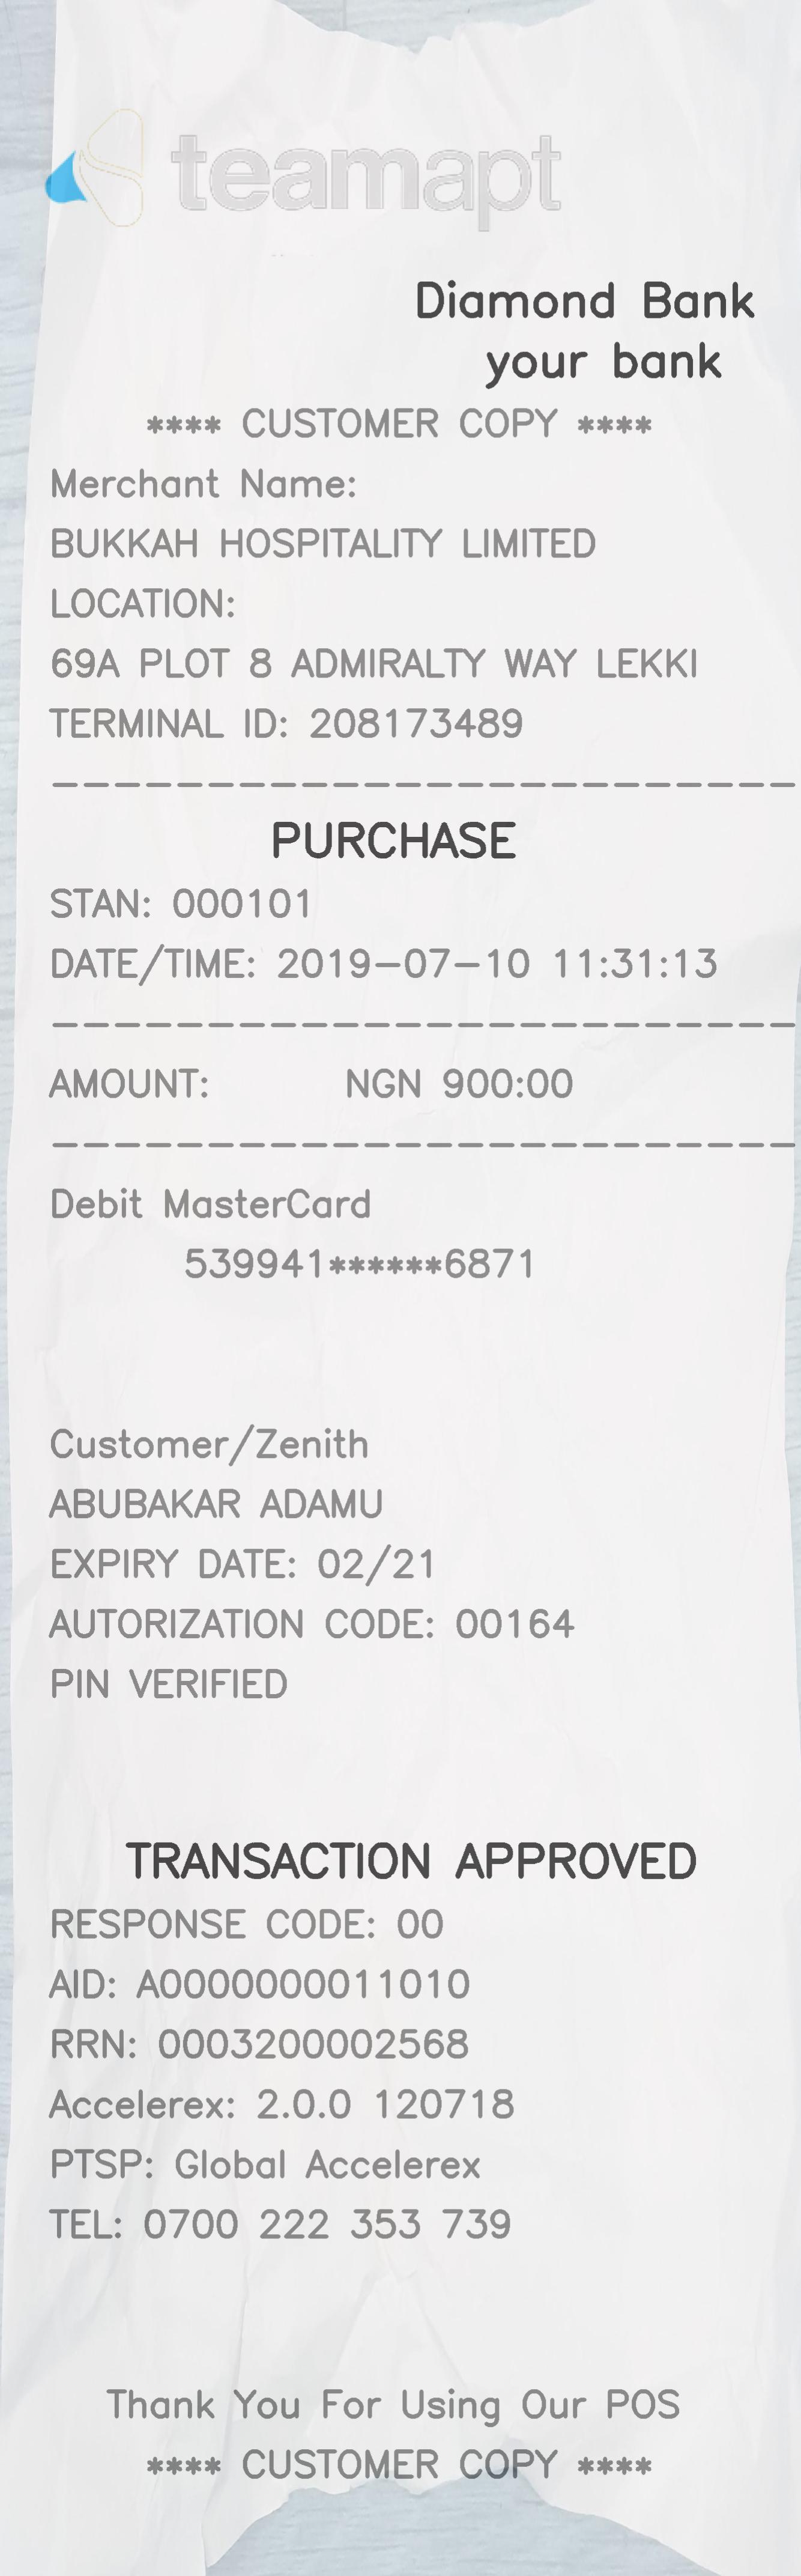 teamapt
Diamond Bank
your bank
**** CUSTOMER COPY ****
Merchant Name:
BUKKAH HOSPITALITY LIMITED
LOCATION:
69A PLOT 8 ADMIRALTY WAY LEKKI
TERMINAL ID: 208173489
------------------------
PURCHASE
STAN: 000101
DATE/TIME: 2019-07-10 11:31:13
------------------------
AMOUNT: NGN 900:00
------------------------
Debit MasterCard
539941******6871
Customer/Zenith
ABUBAKAR ADAMU
EXPIRY DATE: 02/21
AUTORIZATION CODE: 00164
PIN VERIFIED
TRANSACTION APPROVED
RESPONSE CODE: 00
AID: A0000000011010
RRN: 0003200002568
Accelerex: 2.0.0 120718
PTSP: Global Accelerex
TEL: 0700 222 353 739
Thank You For Using Our POS
**** CUSTOMER COPY ****